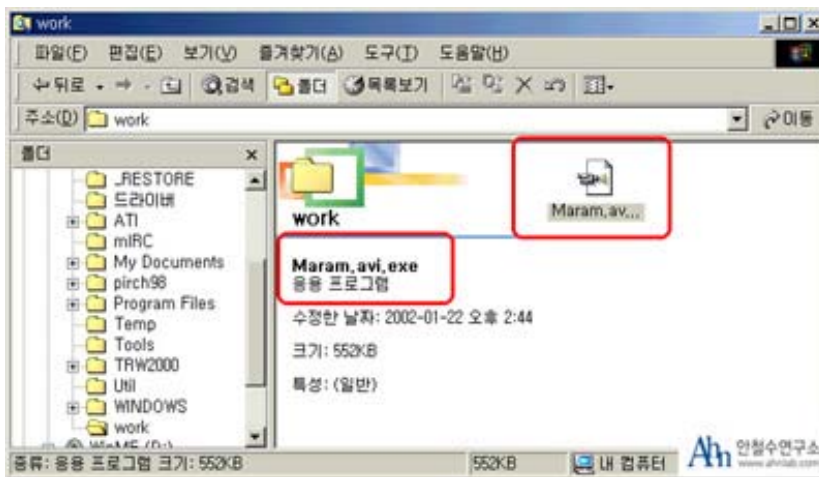 work
파일(F) 편집(E) 보기(V) 즐겨찾기(A) 도구(T) 도움말(H)
뒤로 검색 폴더 목록보기
주소(D) work 이동
폴더
_RESTORE
드라이버
ATI
mIRC
My Documents
pirch98
Program Files
Temp
Tools
TRW2000
Util
WINDOWS
work
WinME (D:)
work
Maram,av...
Maram,avi,exe
응용 프로그램
수정한 날짜: 2002-01-22 오후 2:44
크기: 552KB
특성: (일반)
종류: 응용 프로그램 크기: 552KB 552KB 내 컴퓨터
Ahn 안철수연구소
www.ahnlab.com